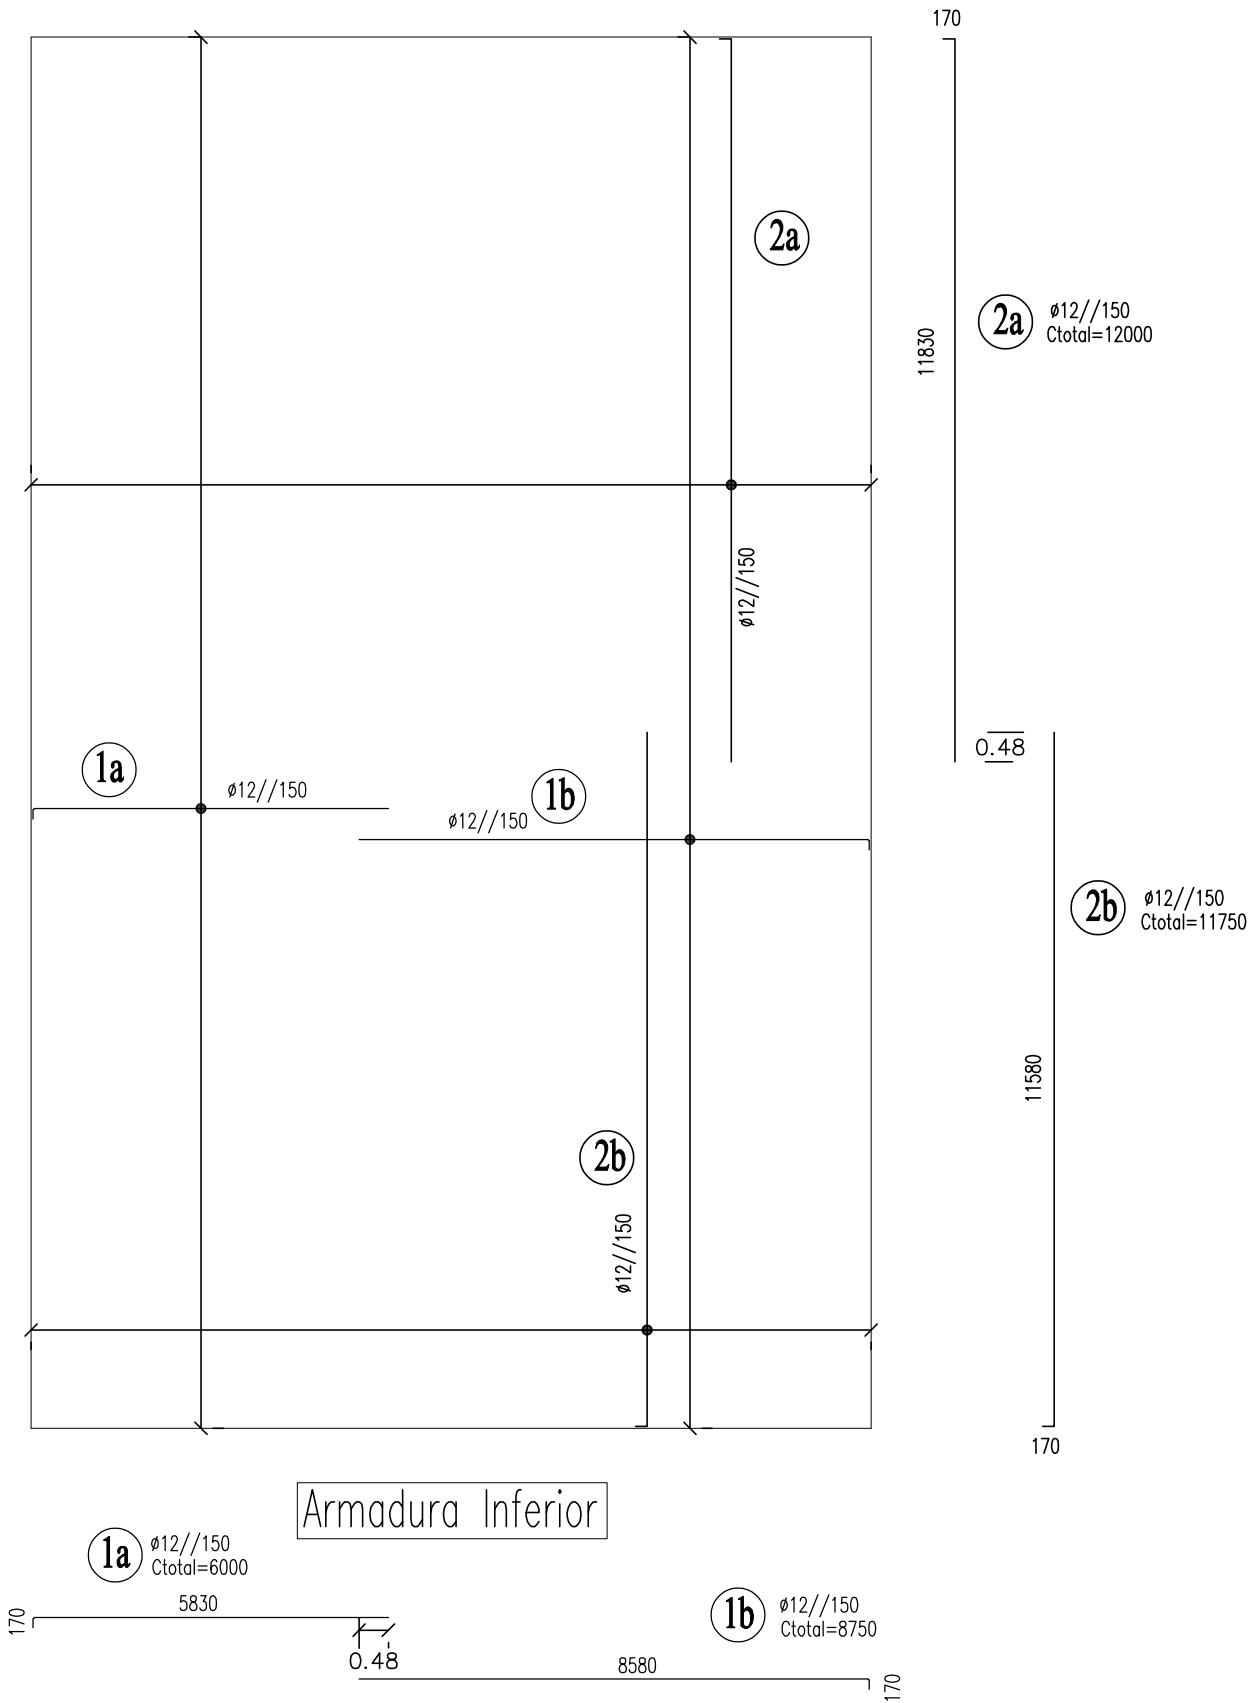 170
2a
2a
ø12//150
Ctotal=12000
11830
ø12//150
0.48
1a
ø12//150
1b
ø12//150
2b
ø12//150
Ctotal=11750
11580
2b
ø12//150
170
Armadura Inferior
1a
ø12//150
Ctotal=6000
5830
170
1b
ø12//150
Ctotal=8750
0.48
8580
170